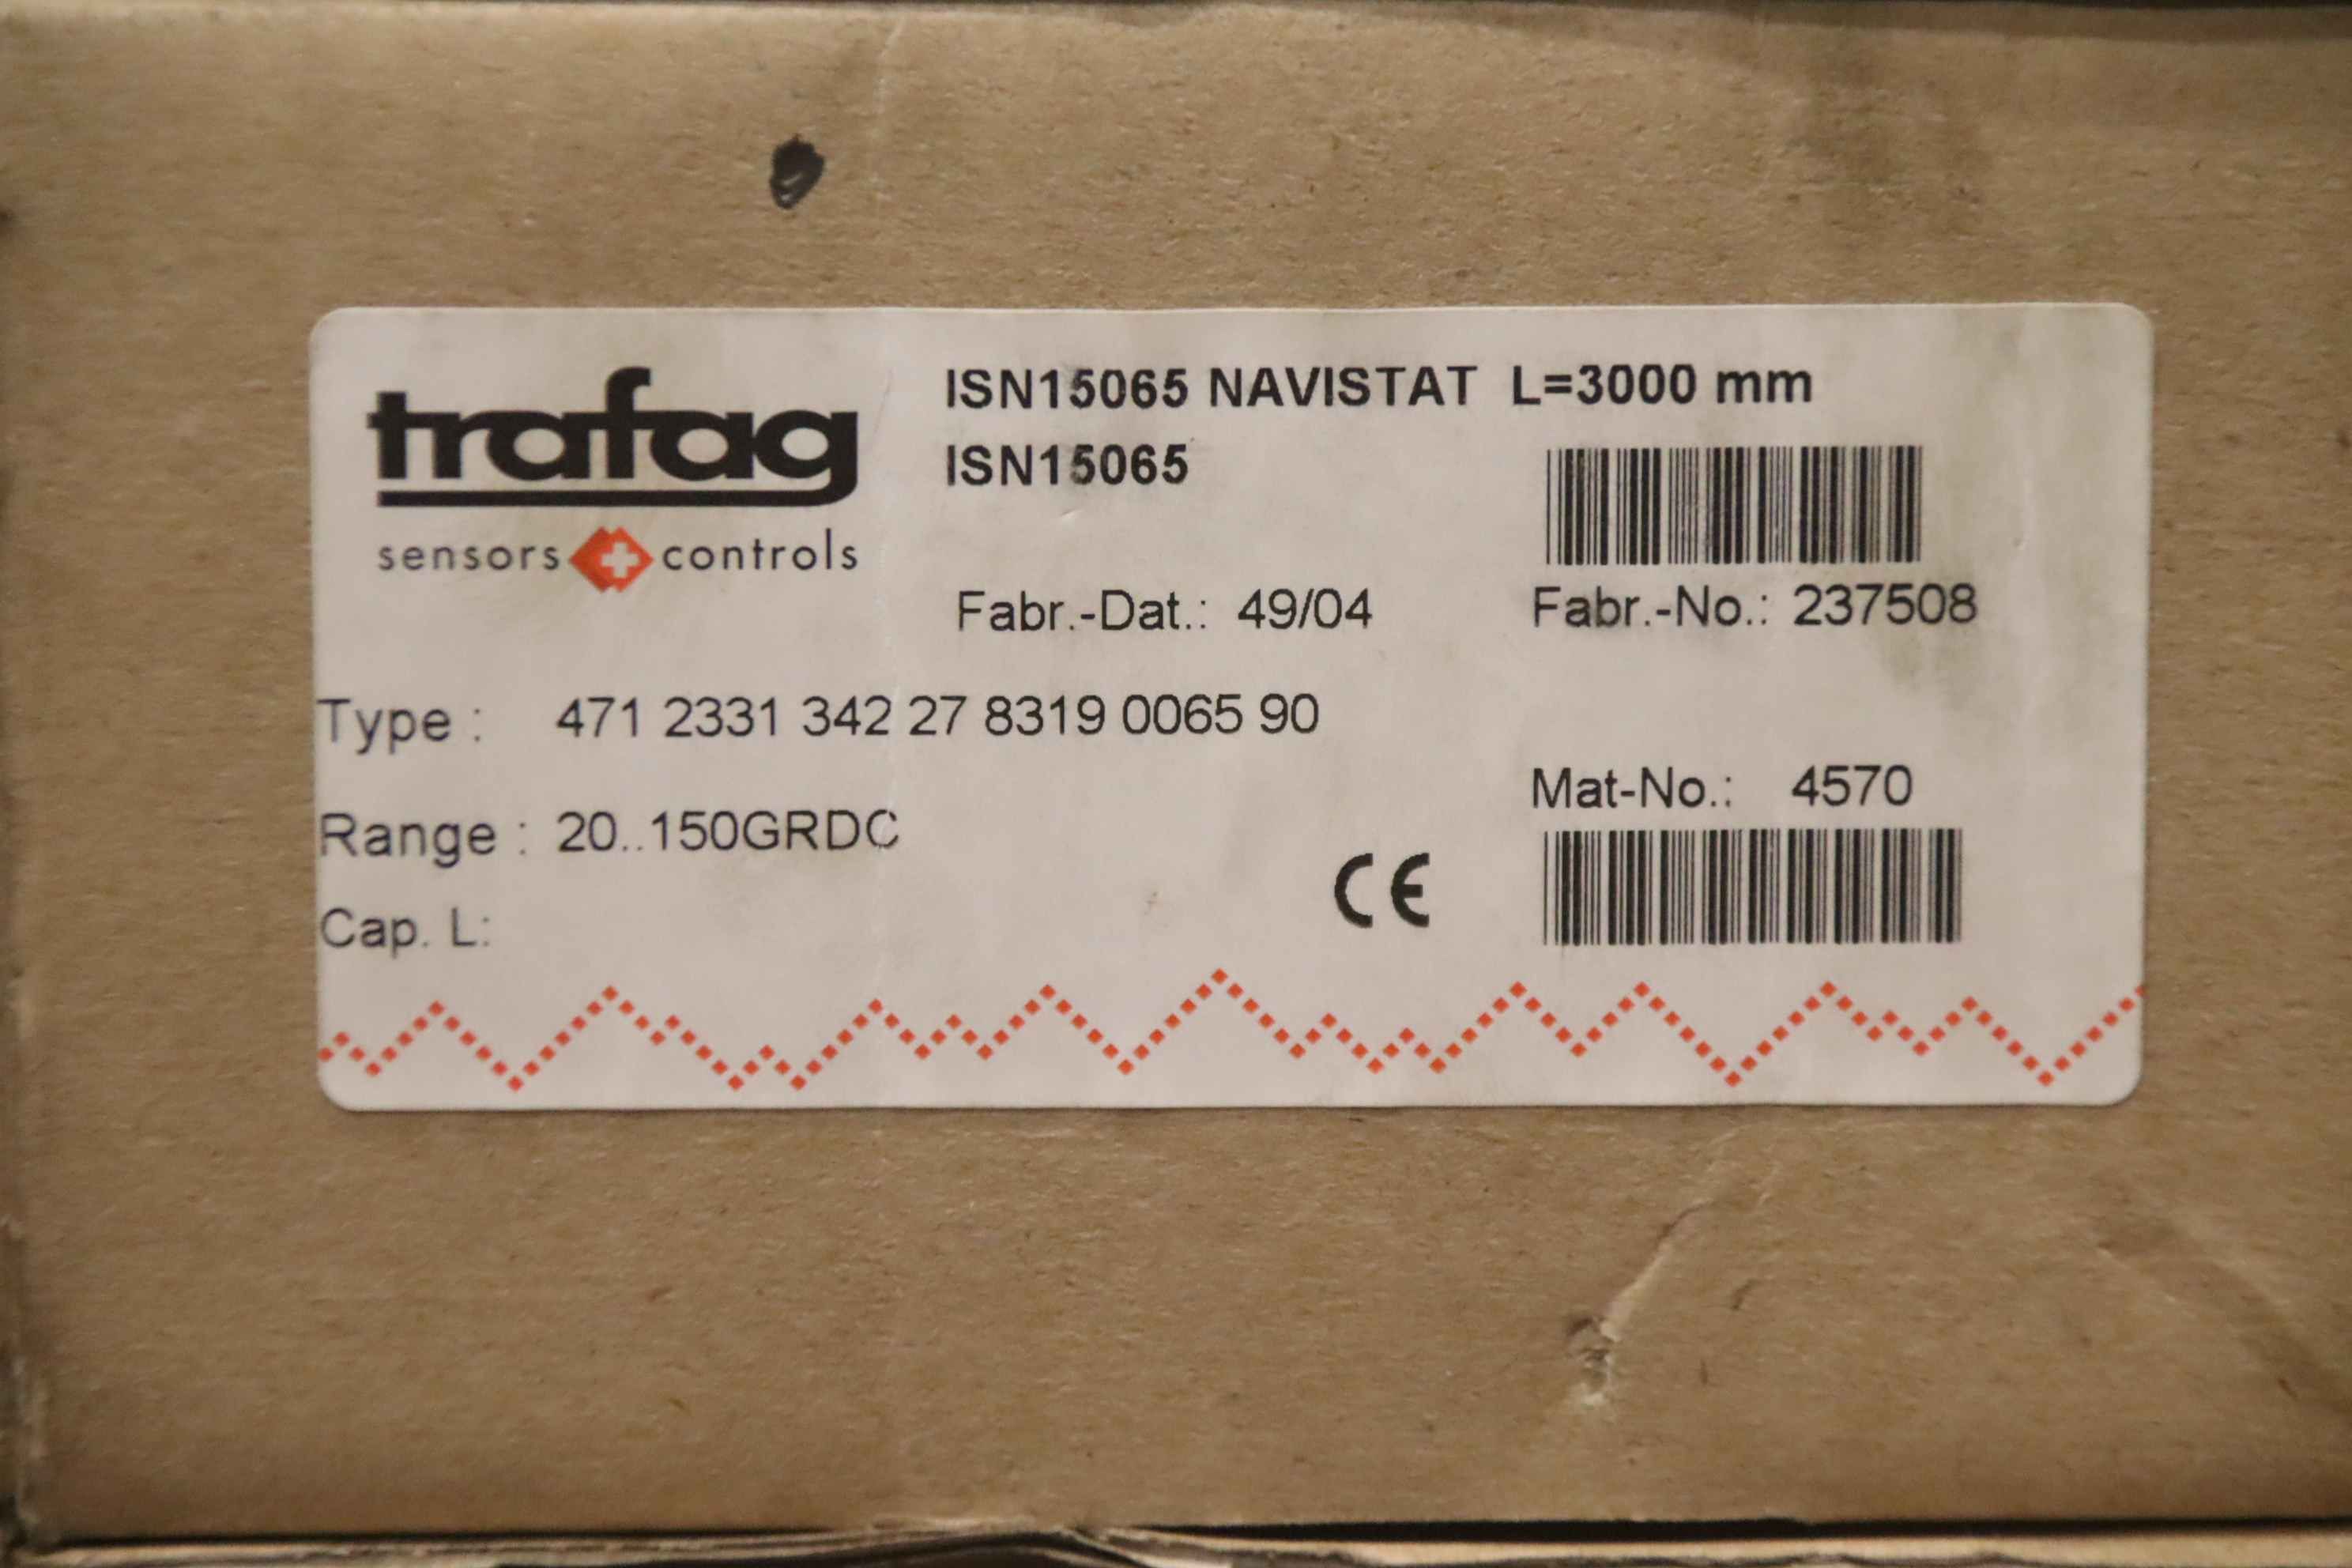 trafag
sensors controls
ISN15065 NAVISTAT L=3000 mm
ISN15065
Fabr.-Dat.: 49/04
Fabr.-No.: 237508
Type : 471 2331 342 27 8319 0065 90
Mat-No.: 4570
Range : 20..150GRDC
CE
Cap. L: